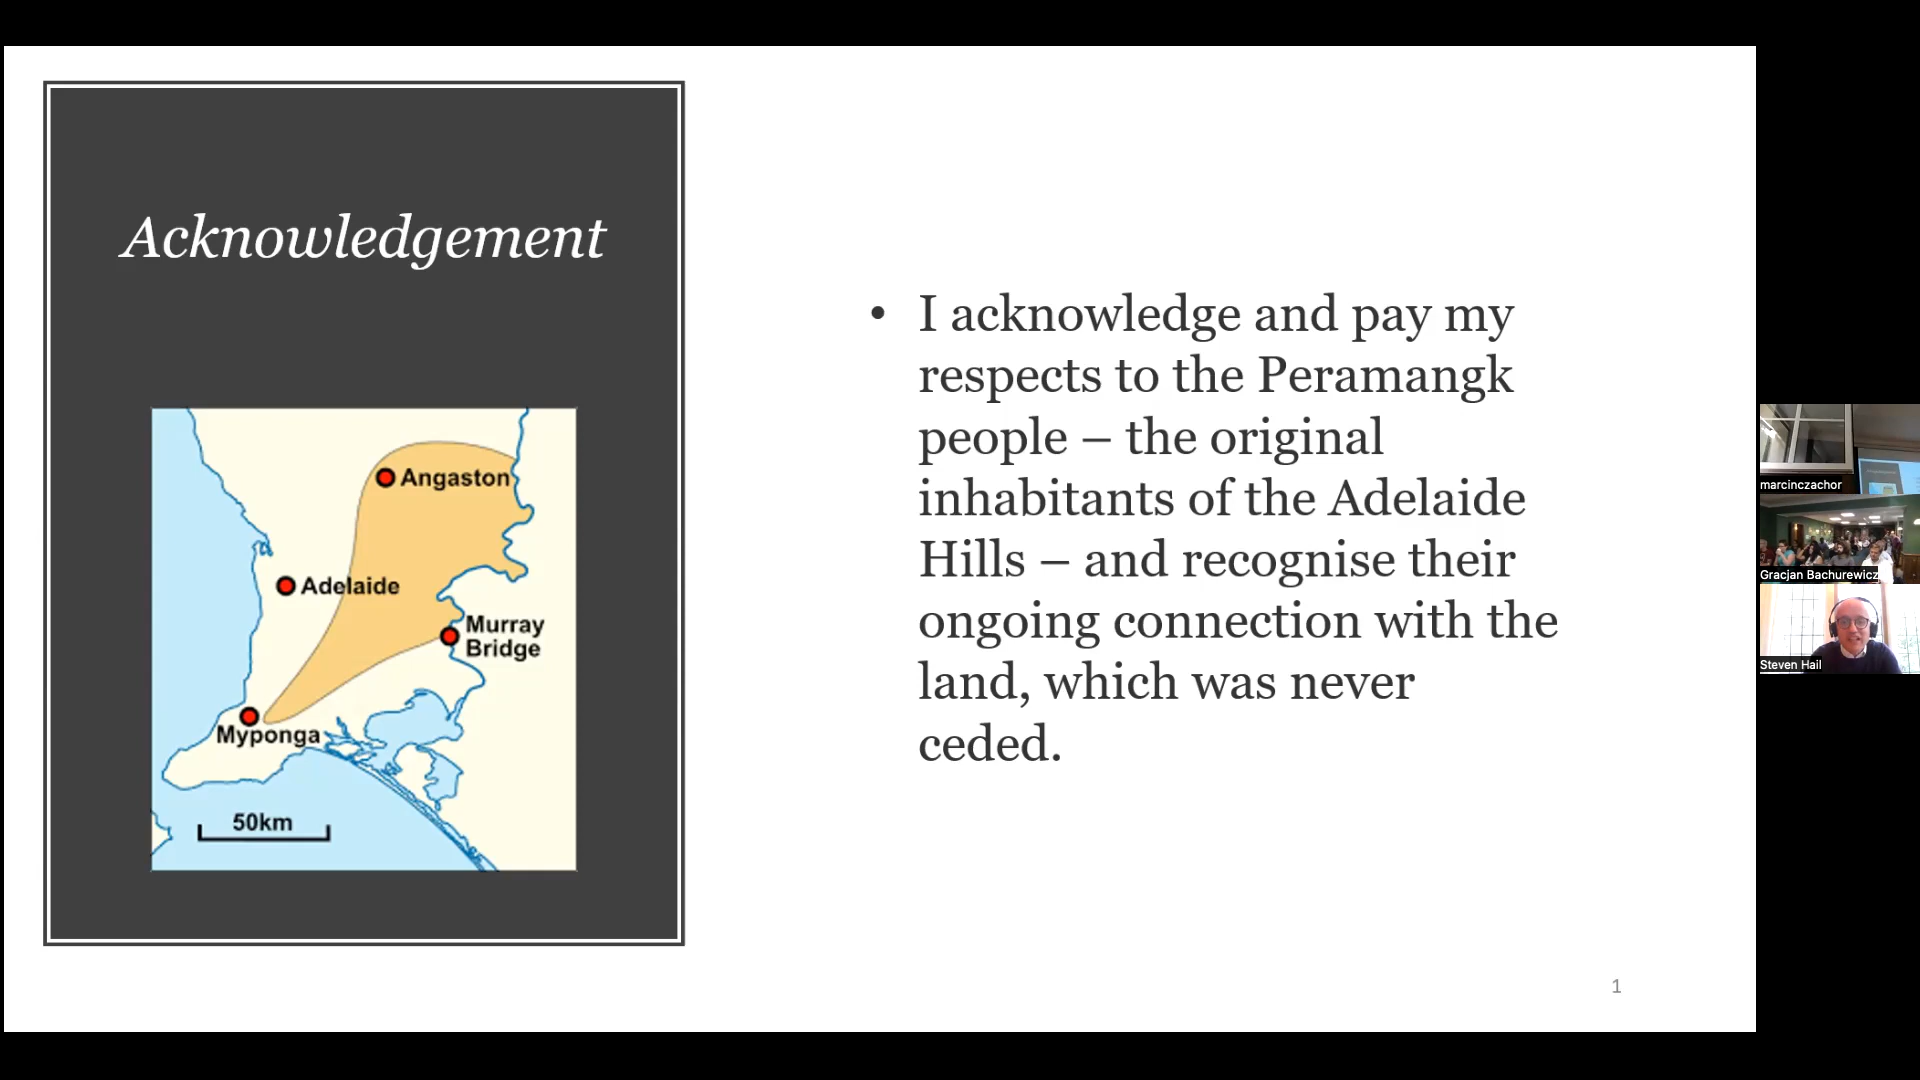 Acknowledgement
Angaston
Adelaide
Murray
Bridge
Myponga
50km
• I acknowledge and pay my
respects to the Peramangk
people – the original
inhabitants of the Adelaide
Hills – and recognise their
ongoing connection with the
land, which was never
ceded.
1
marcinczachor
Gracjan Bachurewicz
Steven Hail